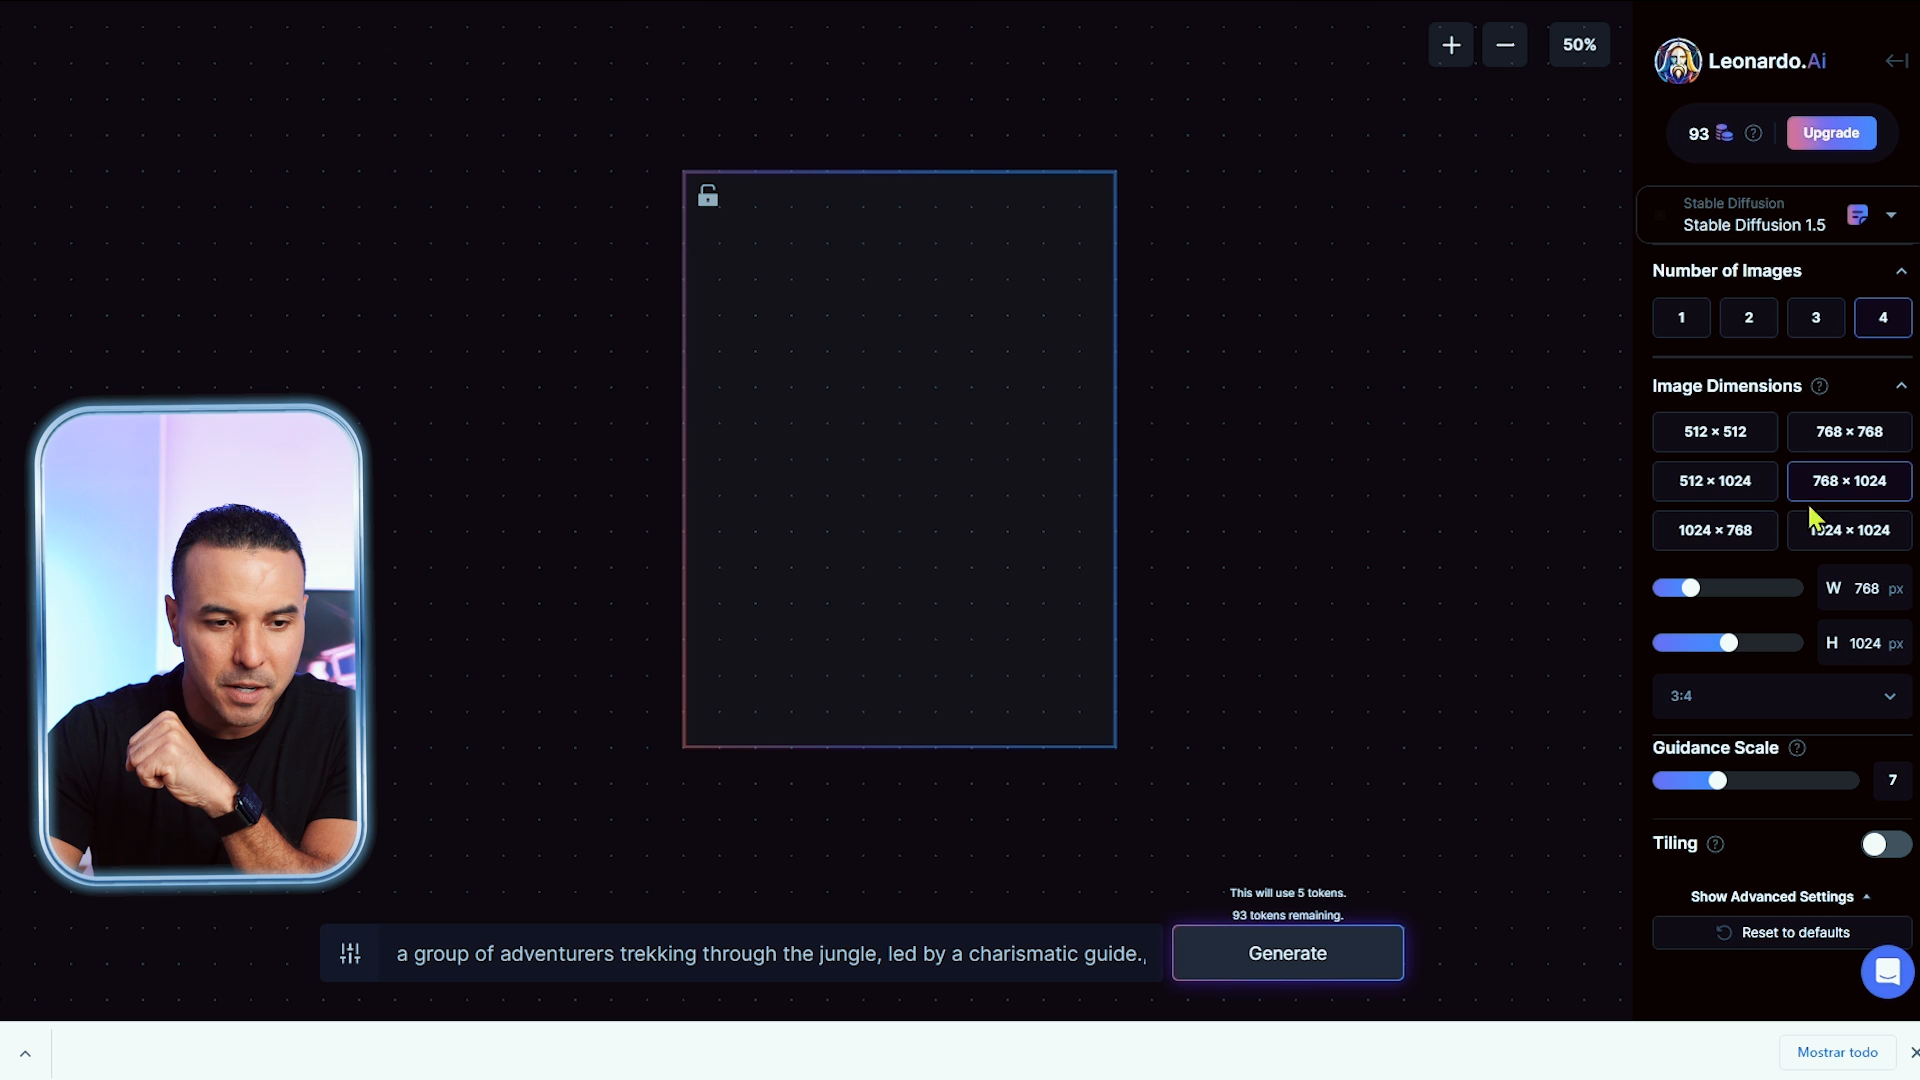 50%
Leonardo.Ai
93
Upgrade
Stable Diffusion
Stable Diffusion 1.5
Number of Images
1 2 3 4
Image Dimensions
512 × 512 768 × 768
512 × 1024 768 × 1024
1024 × 768 1024 × 1024
W 768 px
H 1024 px
3:4
Guidance Scale
7
Tiling
Show Advanced Settings
Reset to defaults
This will use 5 tokens.
93 tokens remaining.
a group of adventurers trekking through the jungle, led by a charismatic guide.,
Generate
Mostrar todo